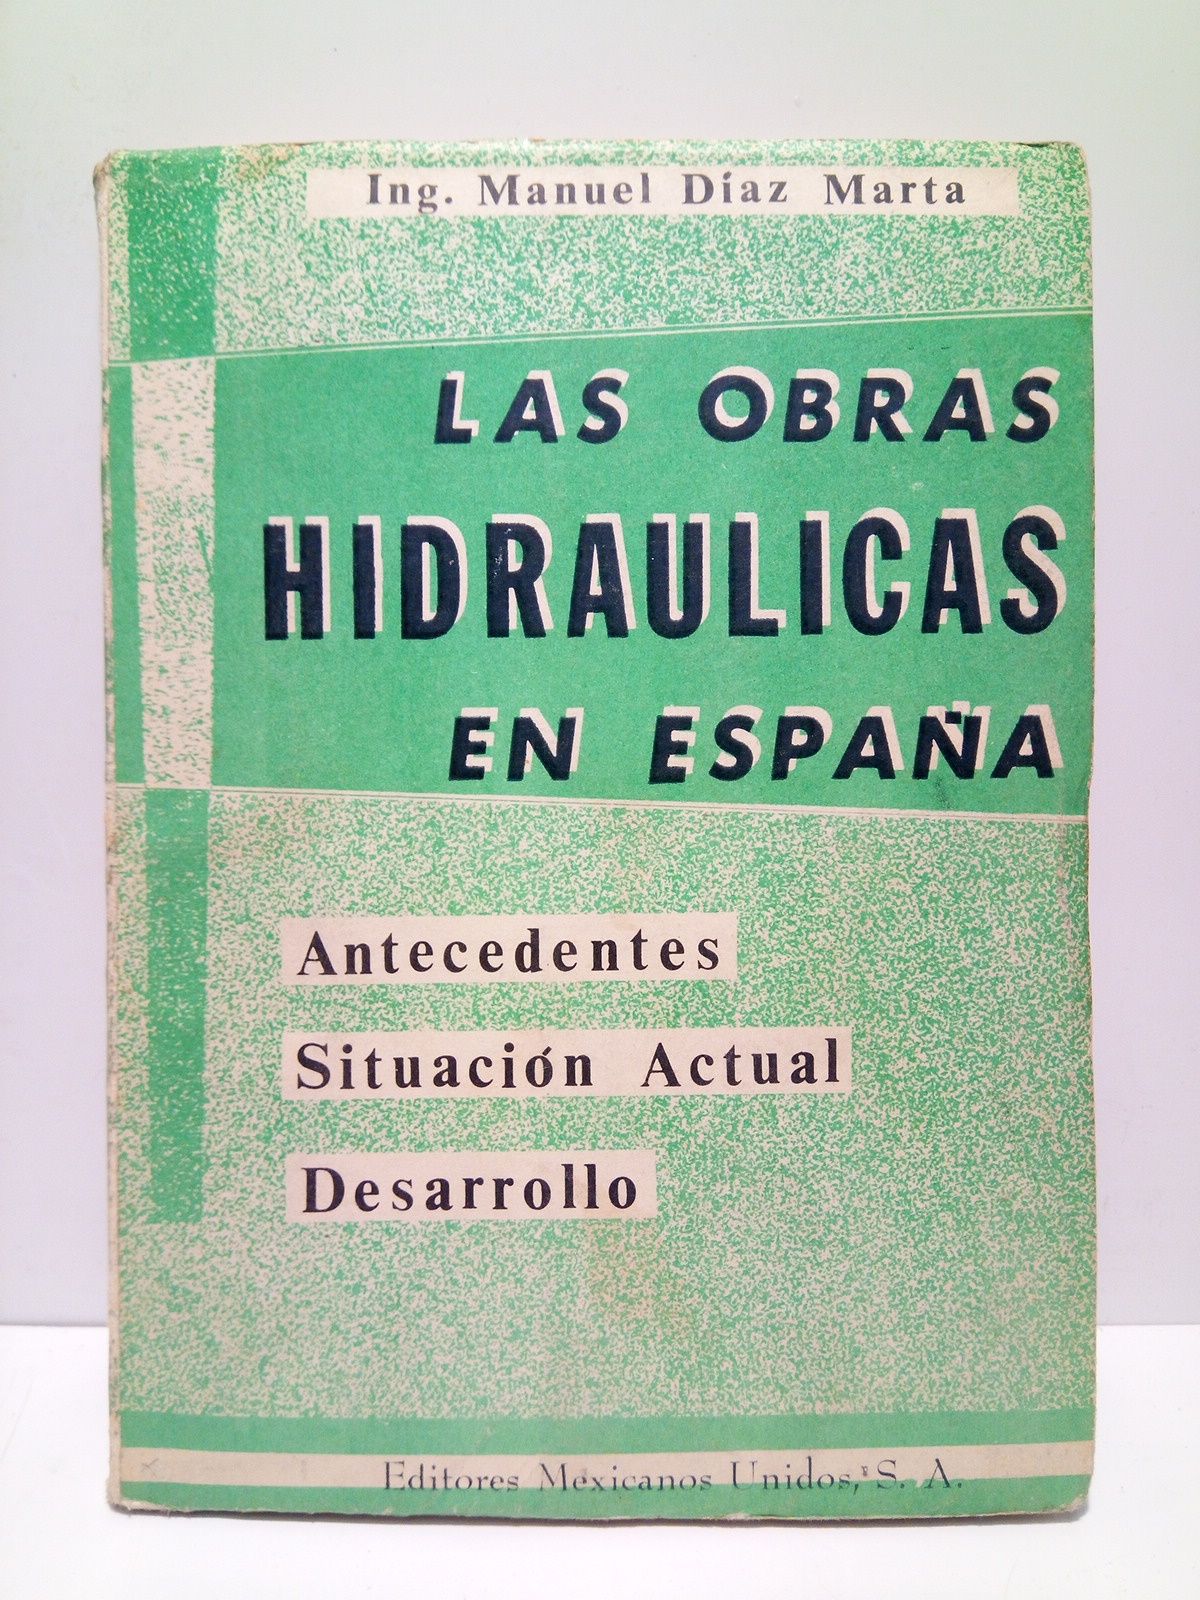 Ing. Manuel Díaz Marta
LAS OBRAS
HIDRAULICAS
EN ESPAÑA
Antecedentes
Situación Actual
Desarrollo
Editores Mexicanos Unidos, S. A.